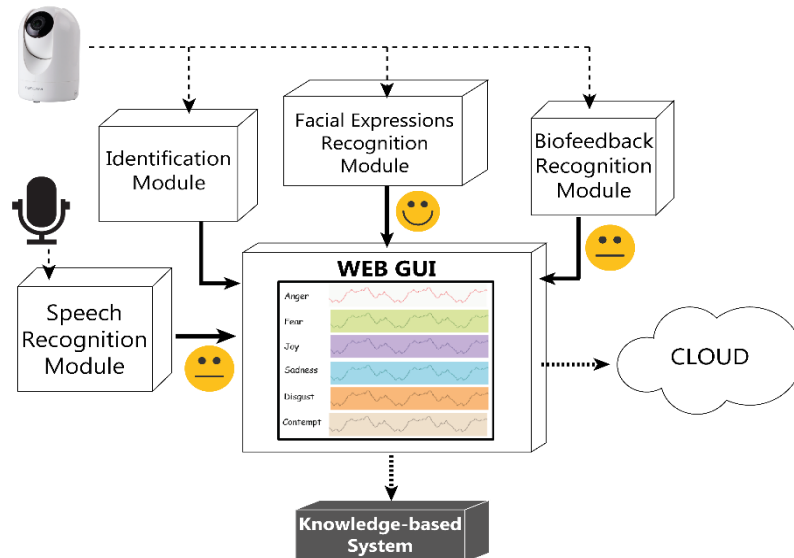 Identification
Module
Facial Expressions
Recognition
Module
Biofeedback
Recognition
Module
Speech
Recognition
Module
WEB GUI
Anger
Fear
Joy
Sadness
Disgust
Contempt
CLOUD
Knowledge-based
System